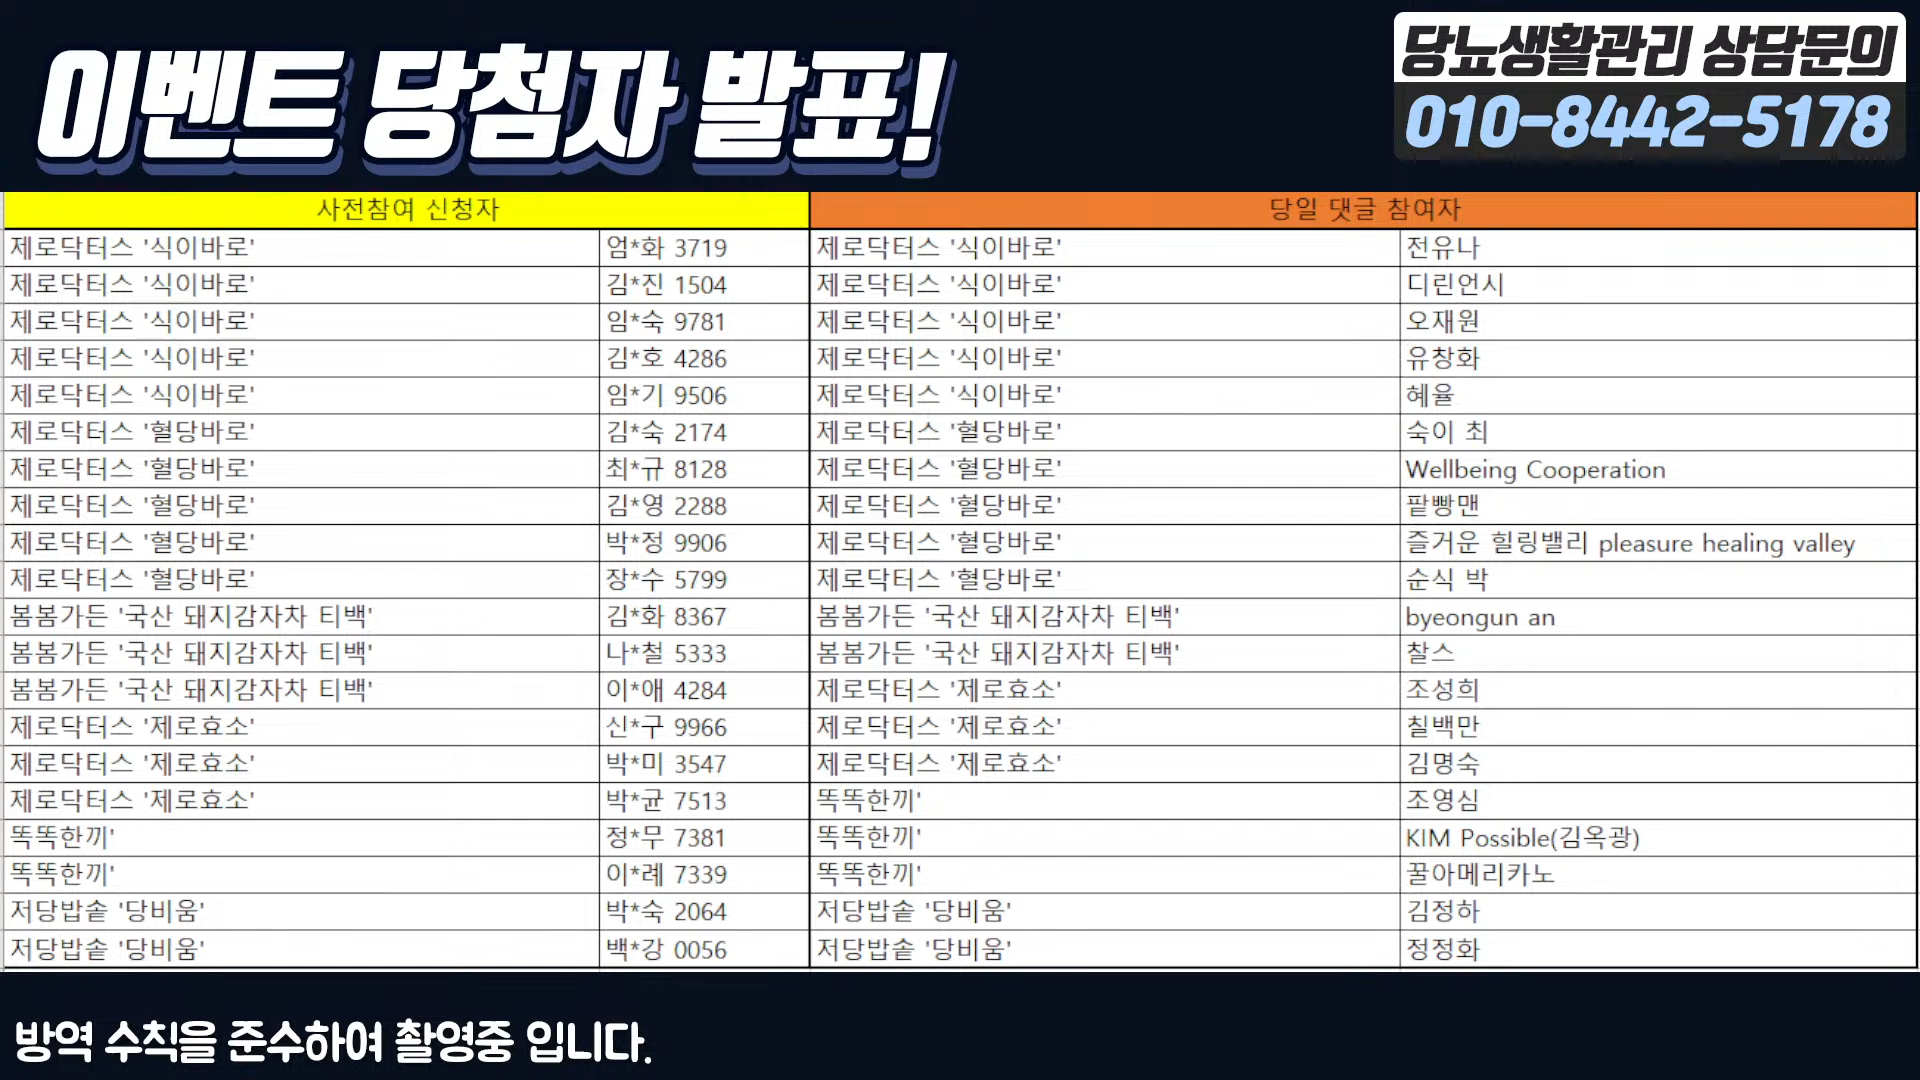 이벤트 당첨자 발표!
당뇨생활관리 상담문의
010-8442-5178
사전참여 신청자 당일 댓글 참여자
제로닥터스 '식이바로' 엄*화 3719 제로닥터스 '식이바로' 전유나
제로닥터스 '식이바로' 김*진 1504 제로닥터스 '식이바로' 디린언시
제로닥터스 '식이바로' 임*숙 9781 제로닥터스 '식이바로' 오재원
제로닥터스 '식이바로' 김*호 4286 제로닥터스 '식이바로' 유창화
제로닥터스 '식이바로' 임*기 9506 제로닥터스 '식이바로' 혜율
제로닥터스 '혈당바로' 김*숙 2174 제로닥터스 '혈당바로' 숙이 최
제로닥터스 '혈당바로' 최*규 8128 제로닥터스 '혈당바로' Wellbeing Cooperation
제로닥터스 '혈당바로' 김*영 2288 제로닥터스 '혈당바로' 팥빵맨
제로닥터스 '혈당바로' 박*정 9906 제로닥터스 '혈당바로' 즐거운 힐링밸리 pleasure healing valley
제로닥터스 '혈당바로' 장*수 5799 제로닥터스 '혈당바로' 순식 박
봄봄가든 '국산 돼지감자차 티백' 김*화 8367 봄봄가든 '국산 돼지감자차 티백' byeongun an
봄봄가든 '국산 돼지감자차 티백' 나*철 5333 봄봄가든 '국산 돼지감자차 티백' 찰스
봄봄가든 '국산 돼지감자차 티백' 이*애 4284 제로닥터스 '제로효소' 조성희
제로닥터스 '제로효소' 신*구 9966 제로닥터스 '제로효소' 칠백만
제로닥터스 '제로효소' 박*미 3547 제로닥터스 '제로효소' 김명숙
제로닥터스 '제로효소' 박*균 7513 똑똑한끼' 조영심
똑똑한끼' 정*무 7381 똑똑한끼' KIM Possible(김옥광)
똑똑한끼' 이*례 7339 똑똑한끼' 꿀아메리카노
저당밥솥 '당비움' 박*숙 2064 저당밥솥 '당비움' 김정하
저당밥솥 '당비움' 백*강 0056 저당밥솥 '당비움' 정정화
방역 수칙을 준수하여 촬영중 입니다.